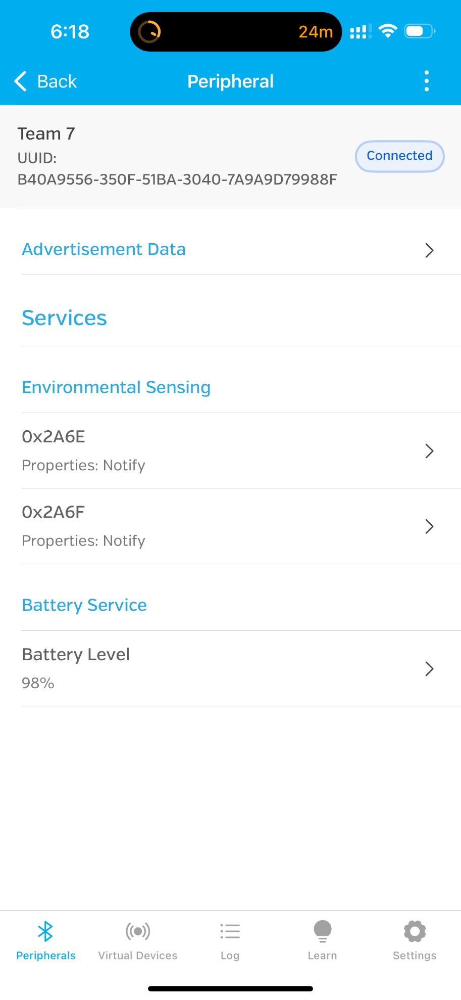 6:18
24m
Back
Peripheral
Team 7
UUID:
B40A9556-350F-51BA-3040-7A9A9D79988F
Connected
Advertisement Data
Services
Environmental Sensing
0x2A6E
Properties: Notify
0x2A6F
Properties: Notify
Battery Service
Battery Level
98%
Peripherals
Virtual Devices
Log
Learn
Settings